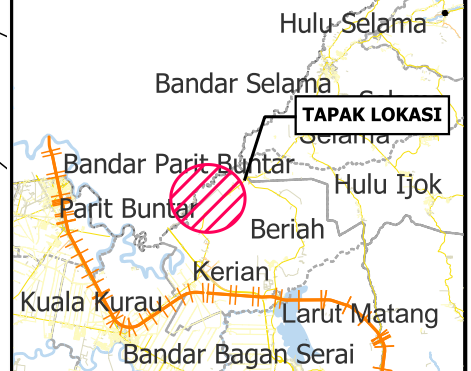 Hulu Selama
Bandar Selama
TAPAK LOKASI
Selama
Bandar Parit Buntar
Hulu Ijok
Parit Buntar
Beriah
Kerian
Kuala Kurau
Larut Matang
Bandar Bagan Serai